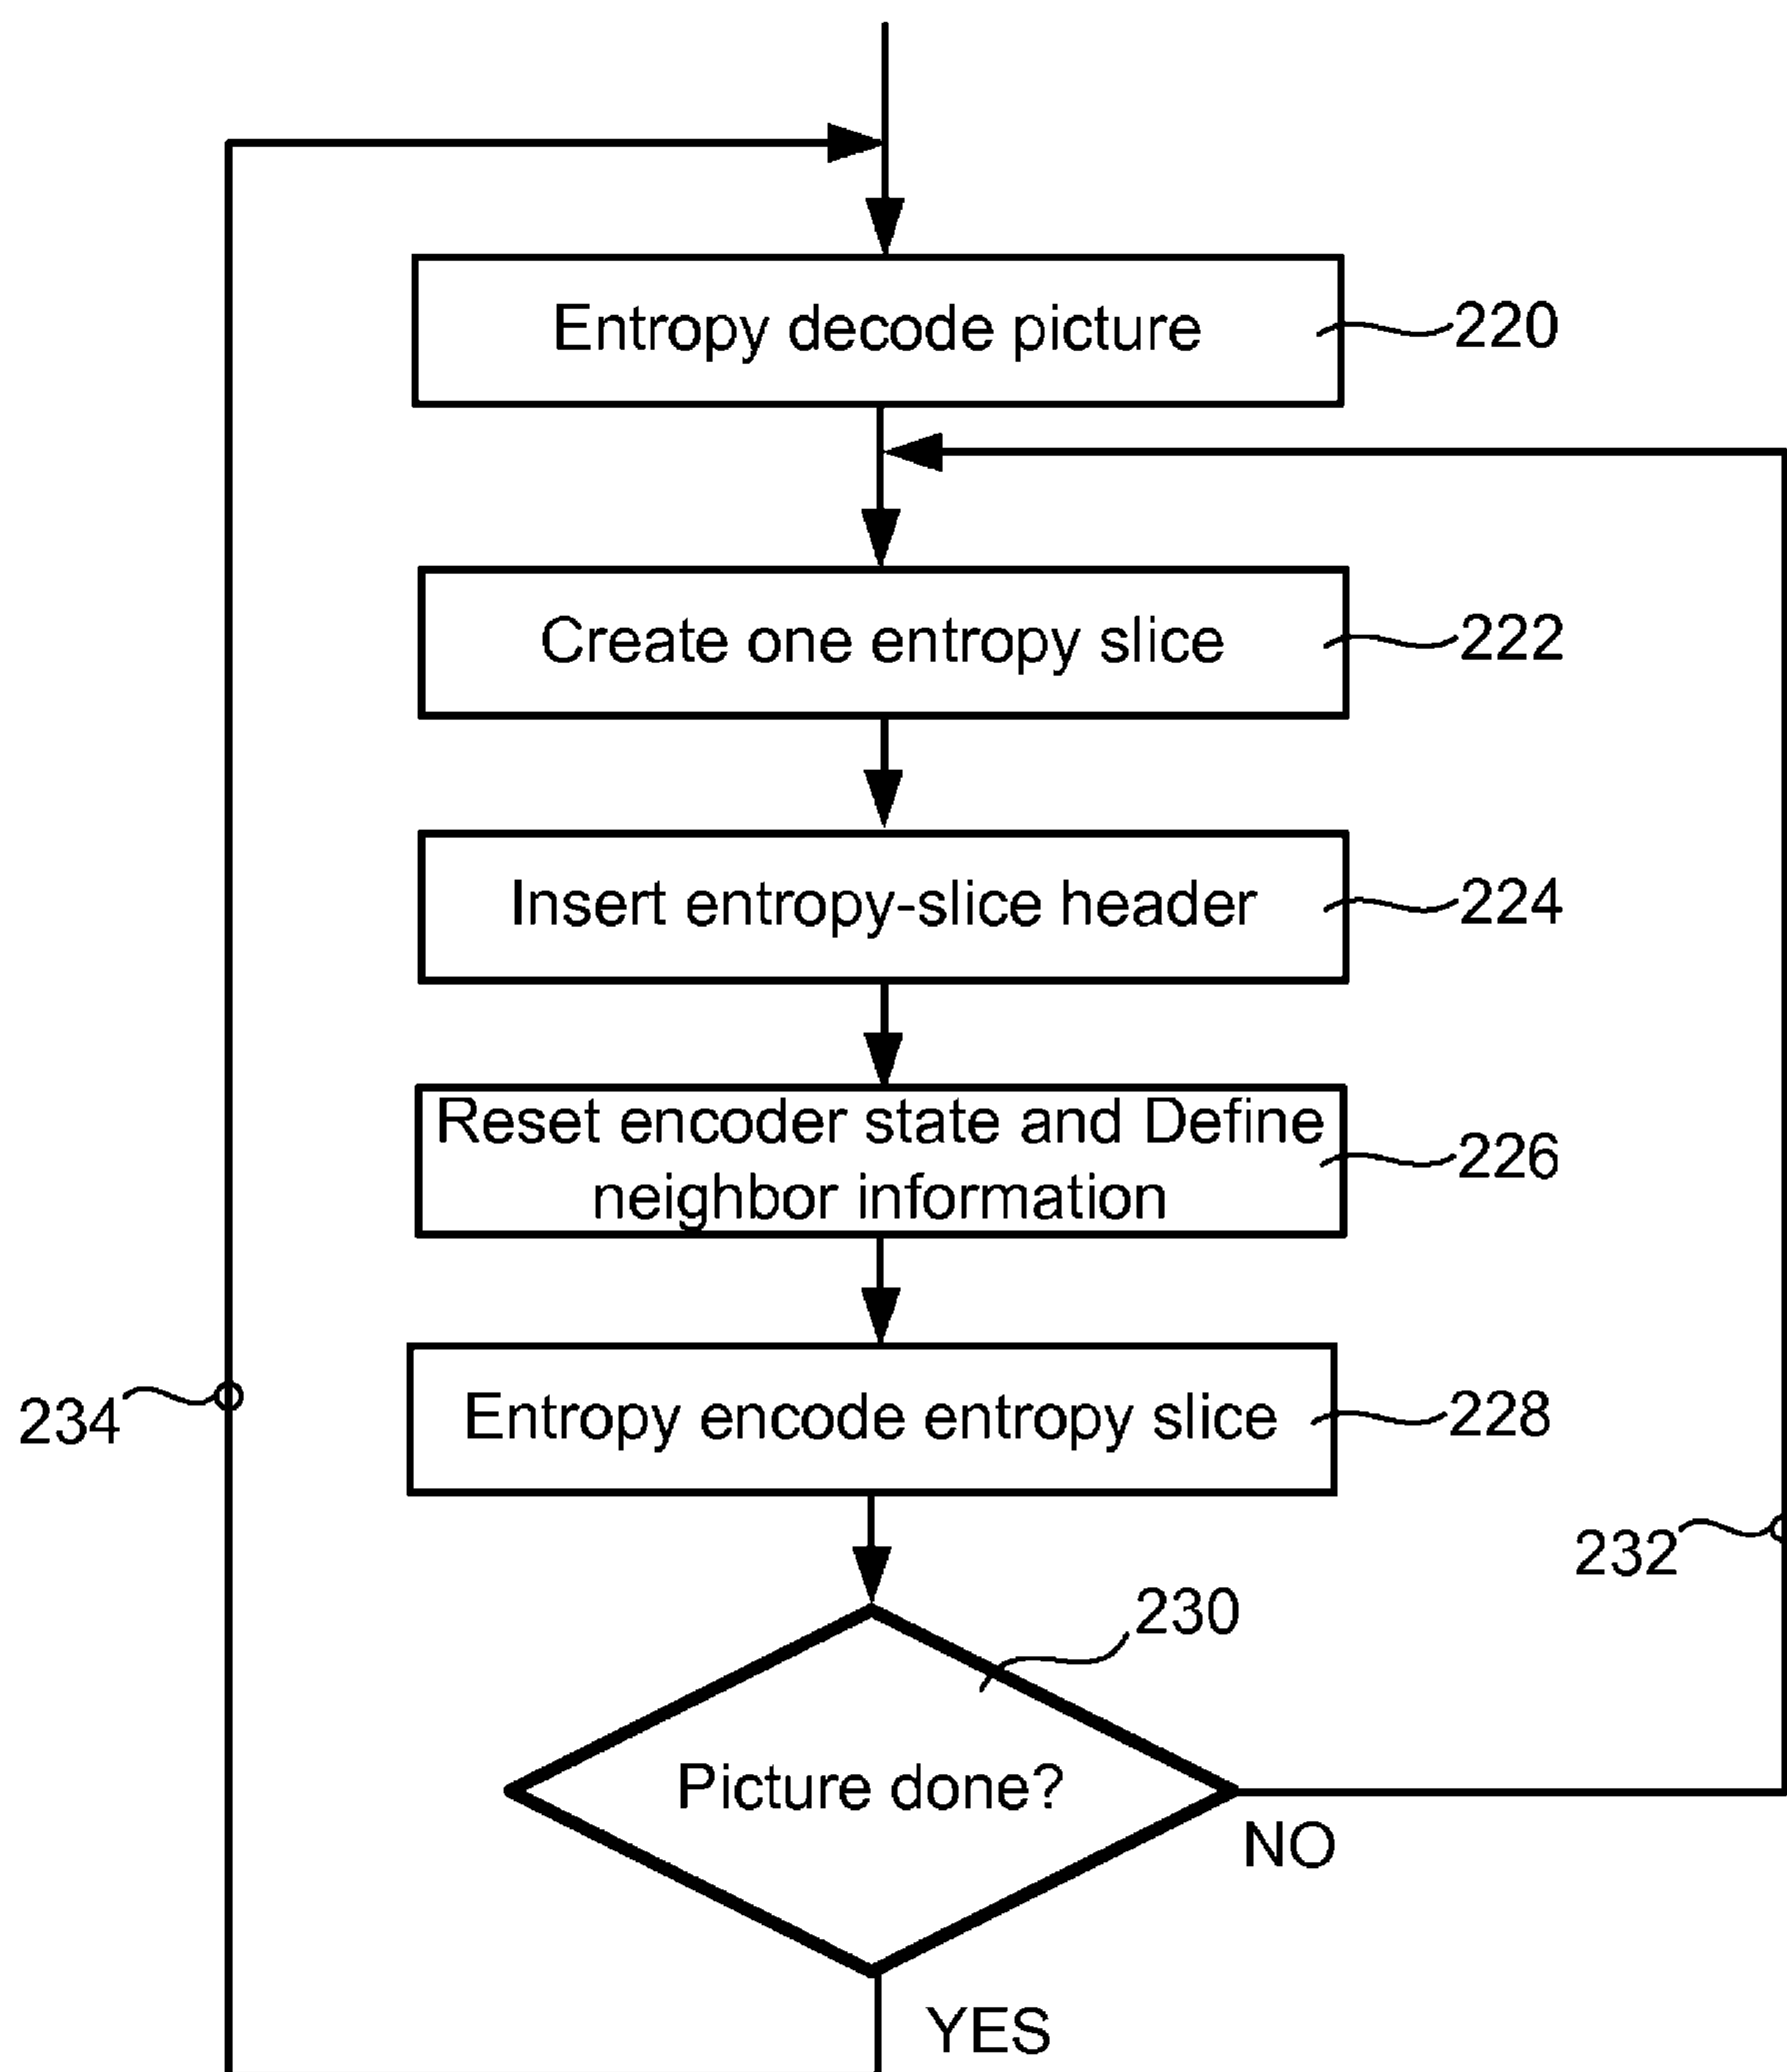 Entropy decode picture
220
Create one entropy slice
222
Insert entropy-slice header
224
Reset encoder state and Define
neighbor information
226
Entropy encode entropy slice
228
234
232
230
Picture done?
NO
YES